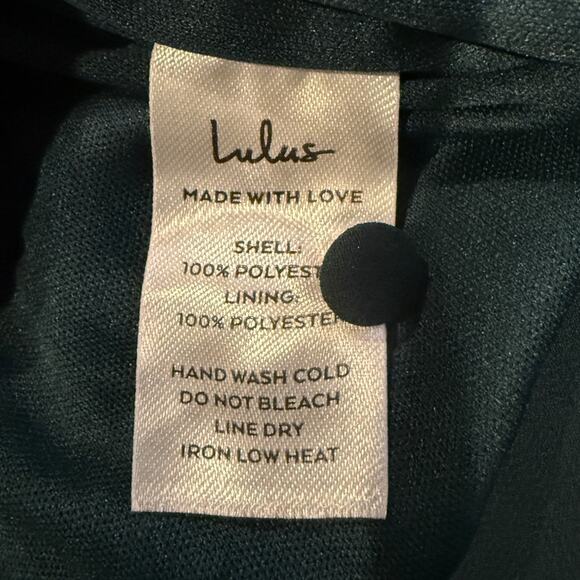 Lulus
MADE WITH LOVE
SHELL:
100% POLYEST
LINING:
100% POLYESTER
HAND WASH COLD
DO NOT BLEACH
LINE DRY
IRON LOW HEAT